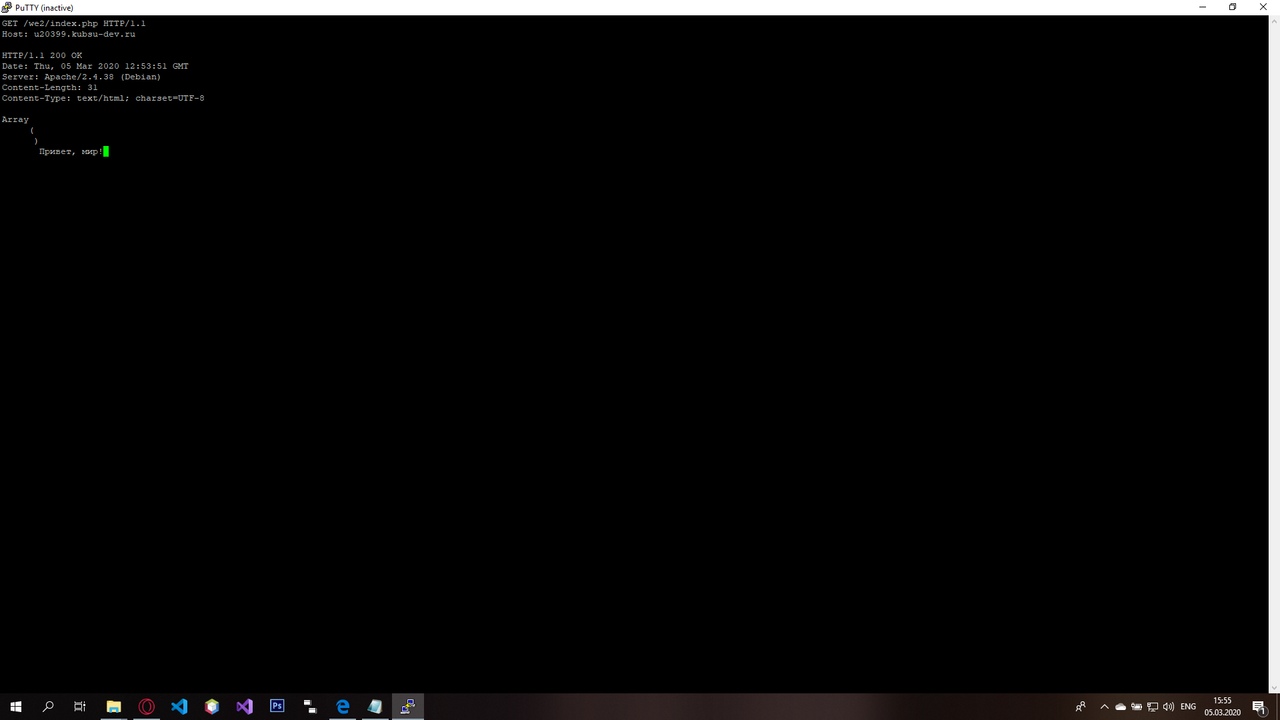 PuTTY (inactive)
GET /we2/index.php HTTP/1.1
Host: u20399.kubsu-dev.ru
HTTP/1.1 200 OK
Date: Thu, 05 Mar 2020 12:53:51 GMT
Server: Apache/2.4.38 (Debian)
Content-Length: 31
Content-Type: text/html; charset=UTF-8
Array
(
)
Привет, мир!
Ps
ENG
15:55
05.03.2020
1